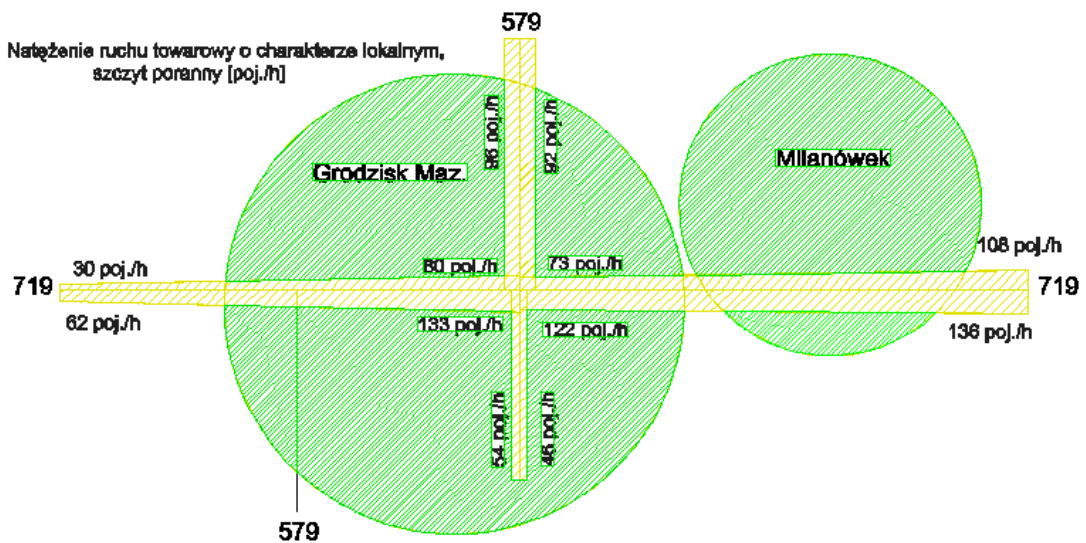 579
Natężenie ruchu towarowy o charakterze lokalnym,
szczyt poranny [poj./h]
96 poj./h
92 poj./h
Grodzisk Maz.
Milanówek
719
30 poj./h
80 poj./h
73 poj./h
108 poj./h
719
62 poj./h
133 poj./h
122 poj./h
136 poj./h
54 poj./h
46 poj./h
579